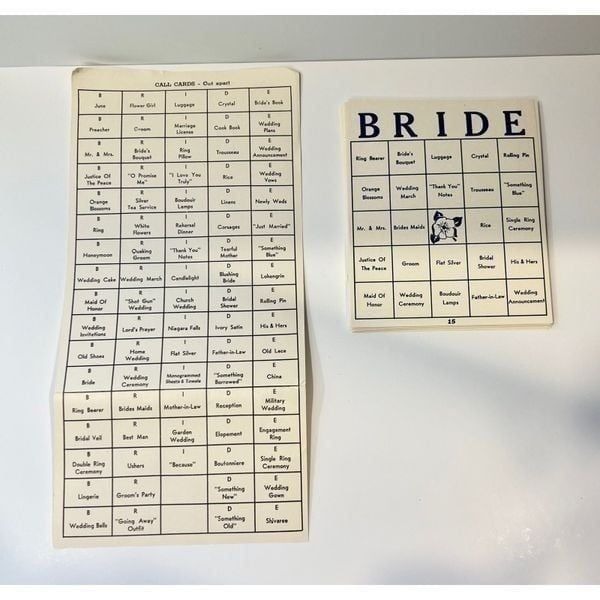 CALL CARDS - Cut apart
B R I D E
June Flower Girl Luggage Crystal Bride's Book
B R I D E
Preacher Groom Marriage License Cook Book Wedding Plans
B R I D E
Mr. & Mrs. Bride's Bouquet Ring Pillow Trousseau Wedding Announcement
B R I D E
Justice Of The Peace "O Promise Me" "I Love You Truly" Rice Wedding Vows
B R I D E
Orange Blossoms Silver Tea Service Boudoir Lamps Linens Newly Weds
B R I D E
Ring White Flowers Rehersal Dinner Corsages "Just Married"
B R I D E
Honeymoon Quaking Groom "Thank You" Notes Tearful Mother "Something Blue"
B R I D E
Wedding Cake Wedding March Candlelight Blushing Bride Lohengrin
B R I D E
Maid Of Honor "Shot Gun" Wedding Church Wedding Bridal Shower Rolling Pin
B R I D E
Wedding Invitations Lord's Prayer Niagara Falls Ivory Satin His & Hers
B R I D E
Old Shoes Home Wedding Flat Silver Father-in-Law Old Lace
B R I D E
Bride Wedding Ceremony Monogrammed Sheets & Towels "Something Borrowed" China
B R I D E
Ring Bearer Brides Maids Mother-in-Law Reception Military Wedding
B R I D E
Bridal Veil Best Man Garden Wedding Elopement Engagement Ring
B R I D E
Double Ring Ceremony Ushers "Because" Boutonniere Single Ring Ceremony
B R D E
Lingerie Groom's Party "Something New" Wedding Gown
B R D E
Wedding Bells "Going Away" Outfit "Something Old" Shivaree
BRIDE
Ring Bearer Bride's Bouquet Luggage Crystal Rolling Pin
Orange Blossoms Wedding March "Thank You" Notes Trousseau "Something Blue"
Mr. & Mrs. Brides Maids Rice Single Ring Ceremony
Justice Of The Peace Groom Flat Silver Bridal Shower His & Hers
Maid Of Honor Wedding Ceremony Boudoir Lamps Father-in-Law Wedding Announcement
15